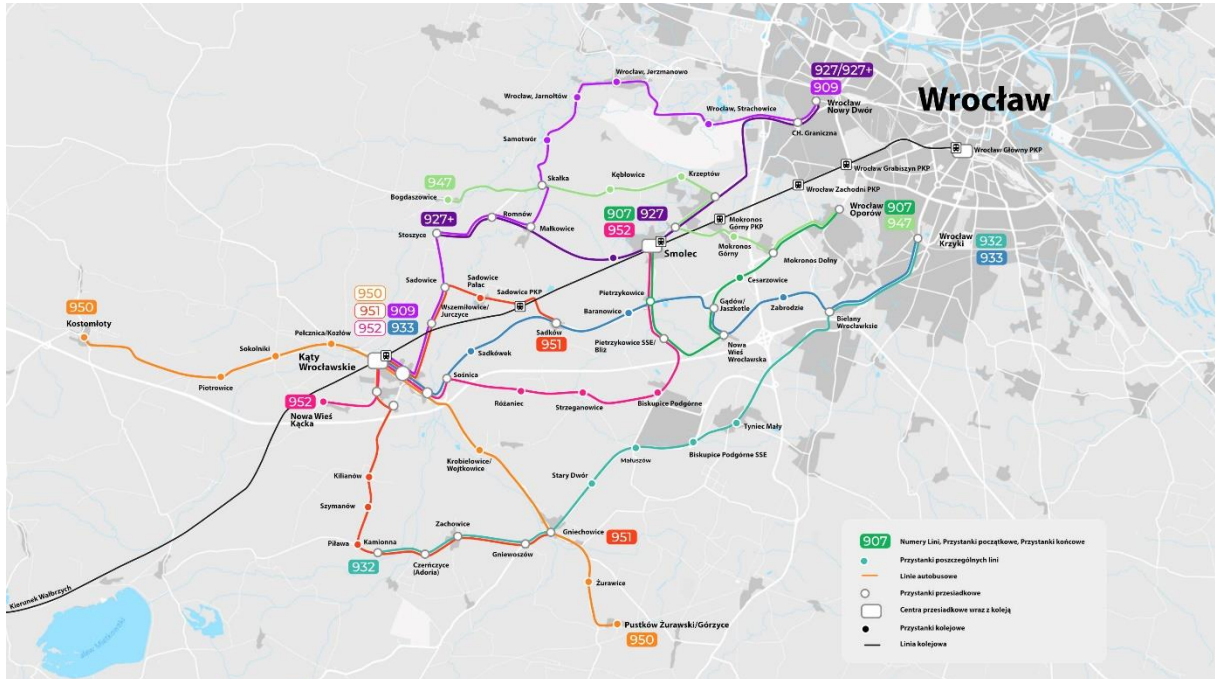 927/927+
909
Wrocław
Wrocław, Jerzmanowo
Wrocław, Jarnołtów
Wrocław, Strachowice
Wrocław
Nowy Dwór
CH. Graniczna
Samotwór
Wrocław Główny PKP
Wrocław Grabiszyn PKP
Wrocław Zachodni PKP
Skałka
Kębłowice
Krzeptów
947
Bogdaszowice
927+
Romnów
Stoszyce
Małkowice
907
927
952
Smolec
Mokronos
Górny PKP
Mokronos
Górny
Mokronos Dolny
Wrocław
Oporów
907
947
Wrocław
Krzyki
932
933
Sadowice
Sadowice
Pałac
Sadowice PKP
Wszemiłowice/
Jurczyce
Cesarzowice
Pietrzykowice
Baranowice
Gądów/
Jaszkotle
Zabrodzie
Bielany
Wrocławksie
950
Kostomłoty
950
951
909
952
933
Sadków
951
Pełcznica/Kozłów
Sokolniki
Piotrowice
Kąty
Wrocławskie
Sadkówek
Pietrzykowice SSE/
Bliż
Nowa
Wieś
Wrocławska
Sośnica
952
Nowa Wieś
Kącka
Różaniec
Strzeganowice
Biskupice Podgórne
Tyniec Mały
Biskupice Podgórne SSE
Małuszów
Krobielowice/
Wojtkowice
Stary Dwór
Kilianów
Szymanów
Piława
Kamionna
932
Czerńczyce
(Adoria)
Zachowice
Gniewoszów
Gniechowice
951
Żurawice
Pustków Żurawski/Górzyce
950
Kierunek Wałbrzych
907
Numery Lini, Przystanki początkowe, Przystanki końcowe
Przystanki poszczególnych lini
Linie autobusowe
Przystanki przesiadkowe
Centra przesiadkowe wraz z koleją
Przystanki kolejowe
Linia kolejowa